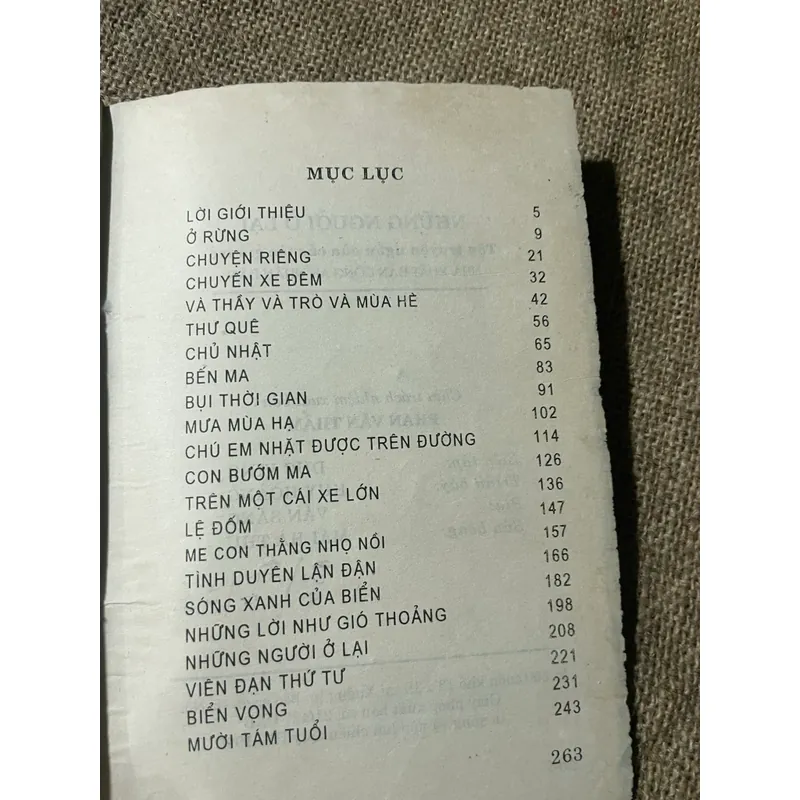 MỤC LỤC
LỜI GIỚI THIỆU 5
Ở RỪNG 9
CHUYỆN RIÊNG 21
CHUYẾN XE ĐÊM 32
VÀ THẦY VÀ TRÒ VÀ MÙA HÈ 42
THƯ QUÊ 56
CHỦ NHẬT 65
BẾN MA 83
BỤI THỜI GIAN 91
MƯA MÙA HẠ 102
CHÚ EM NHẶT ĐƯỢC TRÊN ĐƯỜNG 114
CON BƯỚM MA 126
TRÊN MỘT CÁI XE LỚN 136
LỆ ĐỐM 147
ME CON THẰNG NHỌ NỒI 157
TÌNH DUYÊN LẬN ĐẬN 166
SÓNG XANH CỦA BIỂN 182
NHỮNG LỜI NHƯ GIÓ THOẢNG 198
NHỮNG NGƯỜI Ở LẠI 208
VIÊN ĐẠN THỨ TƯ 221
BIỂN VỌNG 231
MƯỜI TÁM TUỔI 243
263